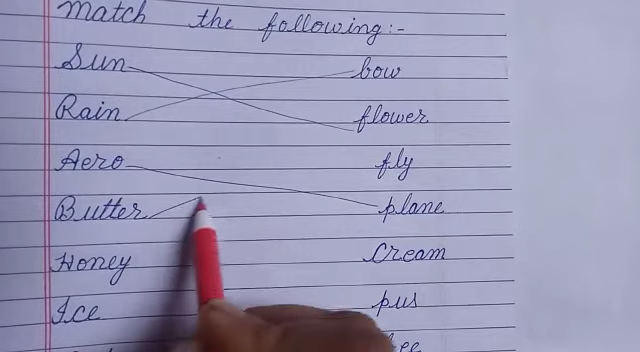 Match the following:-
Sun bow
Rain flower
Aero fly
Butter plane
Honey Cream
Ice pus